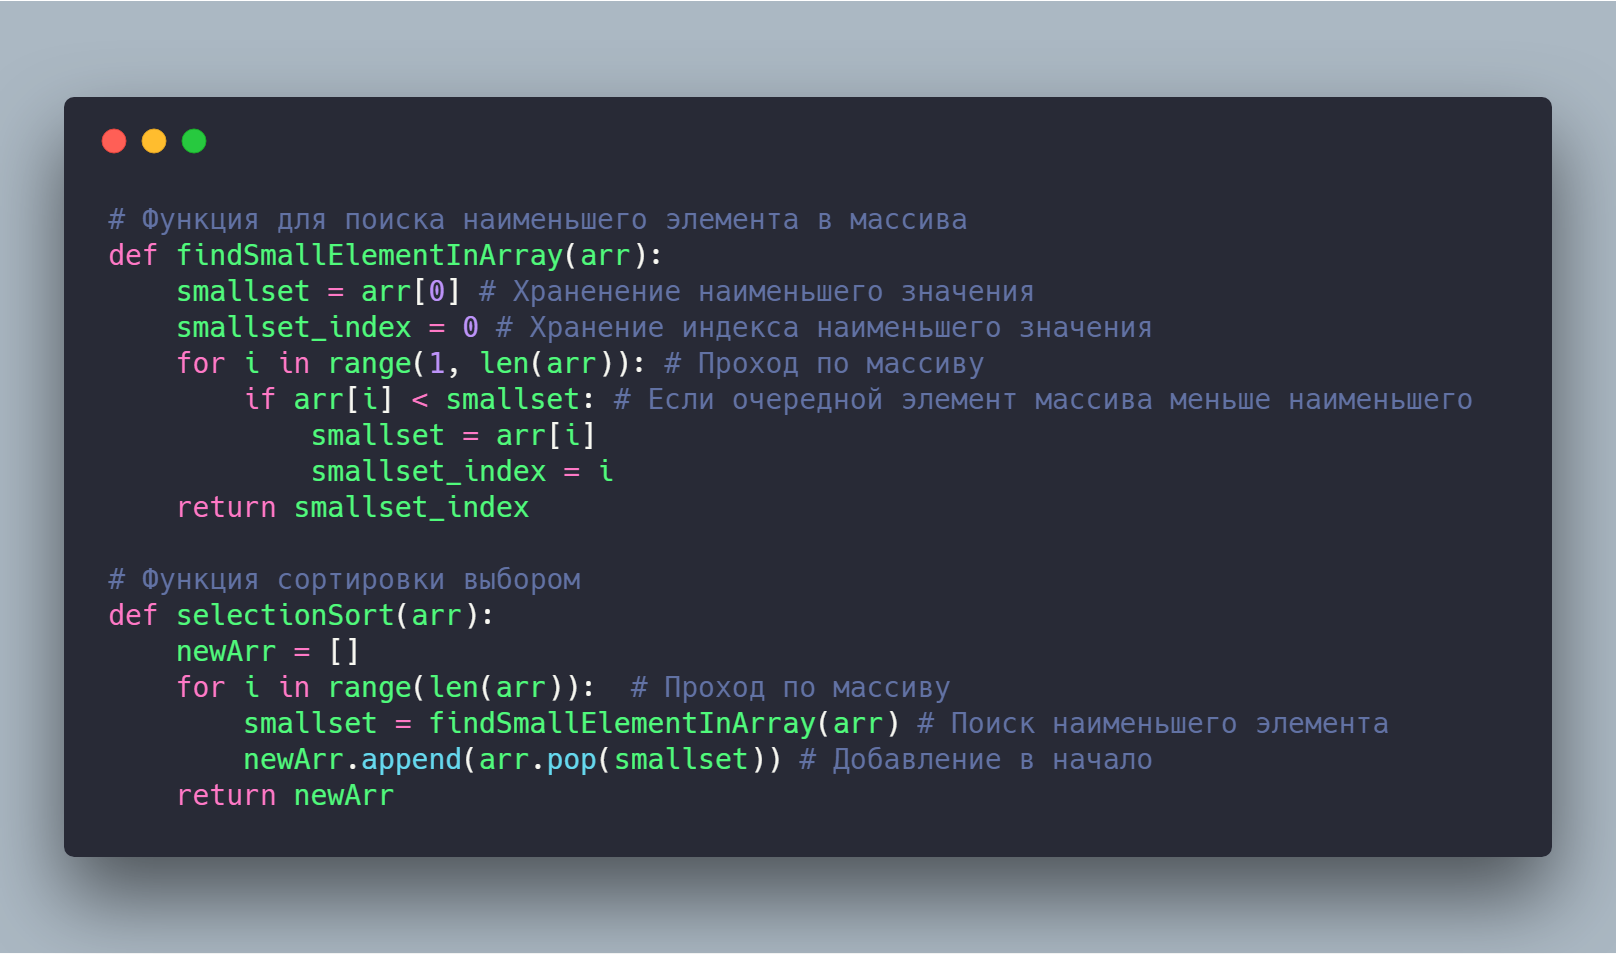 # Функция для поиска наименьшего элемента в массива
def findSmallElementInArray(arr):
    smallset = arr[0] # Храненение наименьшего значения
    smallset_index = 0 # Хранение индекса наименьшего значения
    for i in range(1, len(arr)): # Проход по массиву
        if arr[i] < smallset: # Если очередной элемент массива меньше наименьшего
            smallset = arr[i]
            smallset_index = i
    return smallset_index

# Функция сортировки выбором
def selectionSort(arr):
    newArr = []
    for i in range(len(arr)):  # Проход по массиву
        smallset = findSmallElementInArray(arr) # Поиск наименьшего элемента
        newArr.append(arr.pop(smallset)) # Добавление в начало
    return newArr